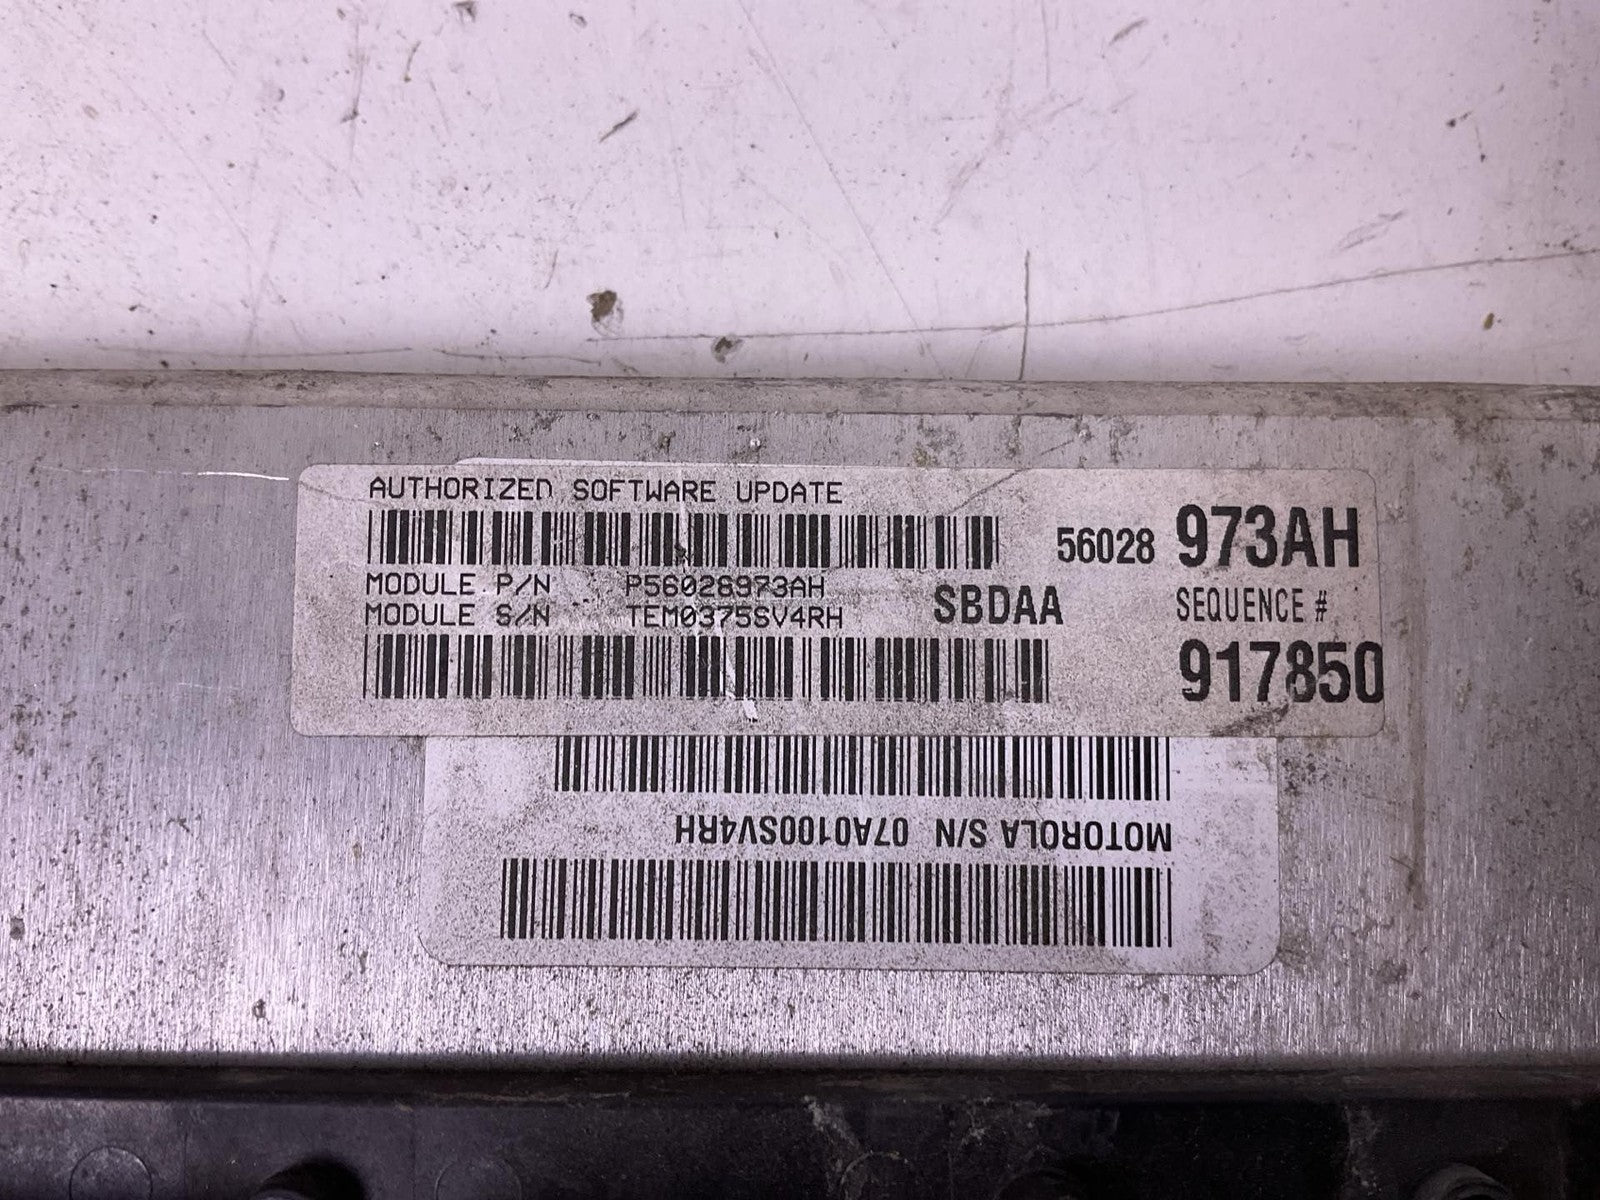 AUTHORIZED SOFTWARE UPDATE
56028 973AH
MODULE P/N P56028973AH
MODULE S/N TEM0375SV4RH
SBDAA
SEQUENCE #
917850
MOTOROLA S/N 07A0100SV4RH